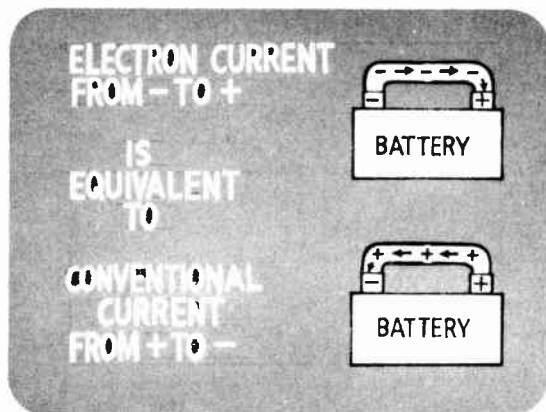 ELECTRON CURRENT
FROM - TO +
IS
EQUIVALENT
TO
CONVENTIONAL
CURRENT
FROM + TO -
- → - → -
- +
BATTERY
+ ← + ← +
- +
BATTERY